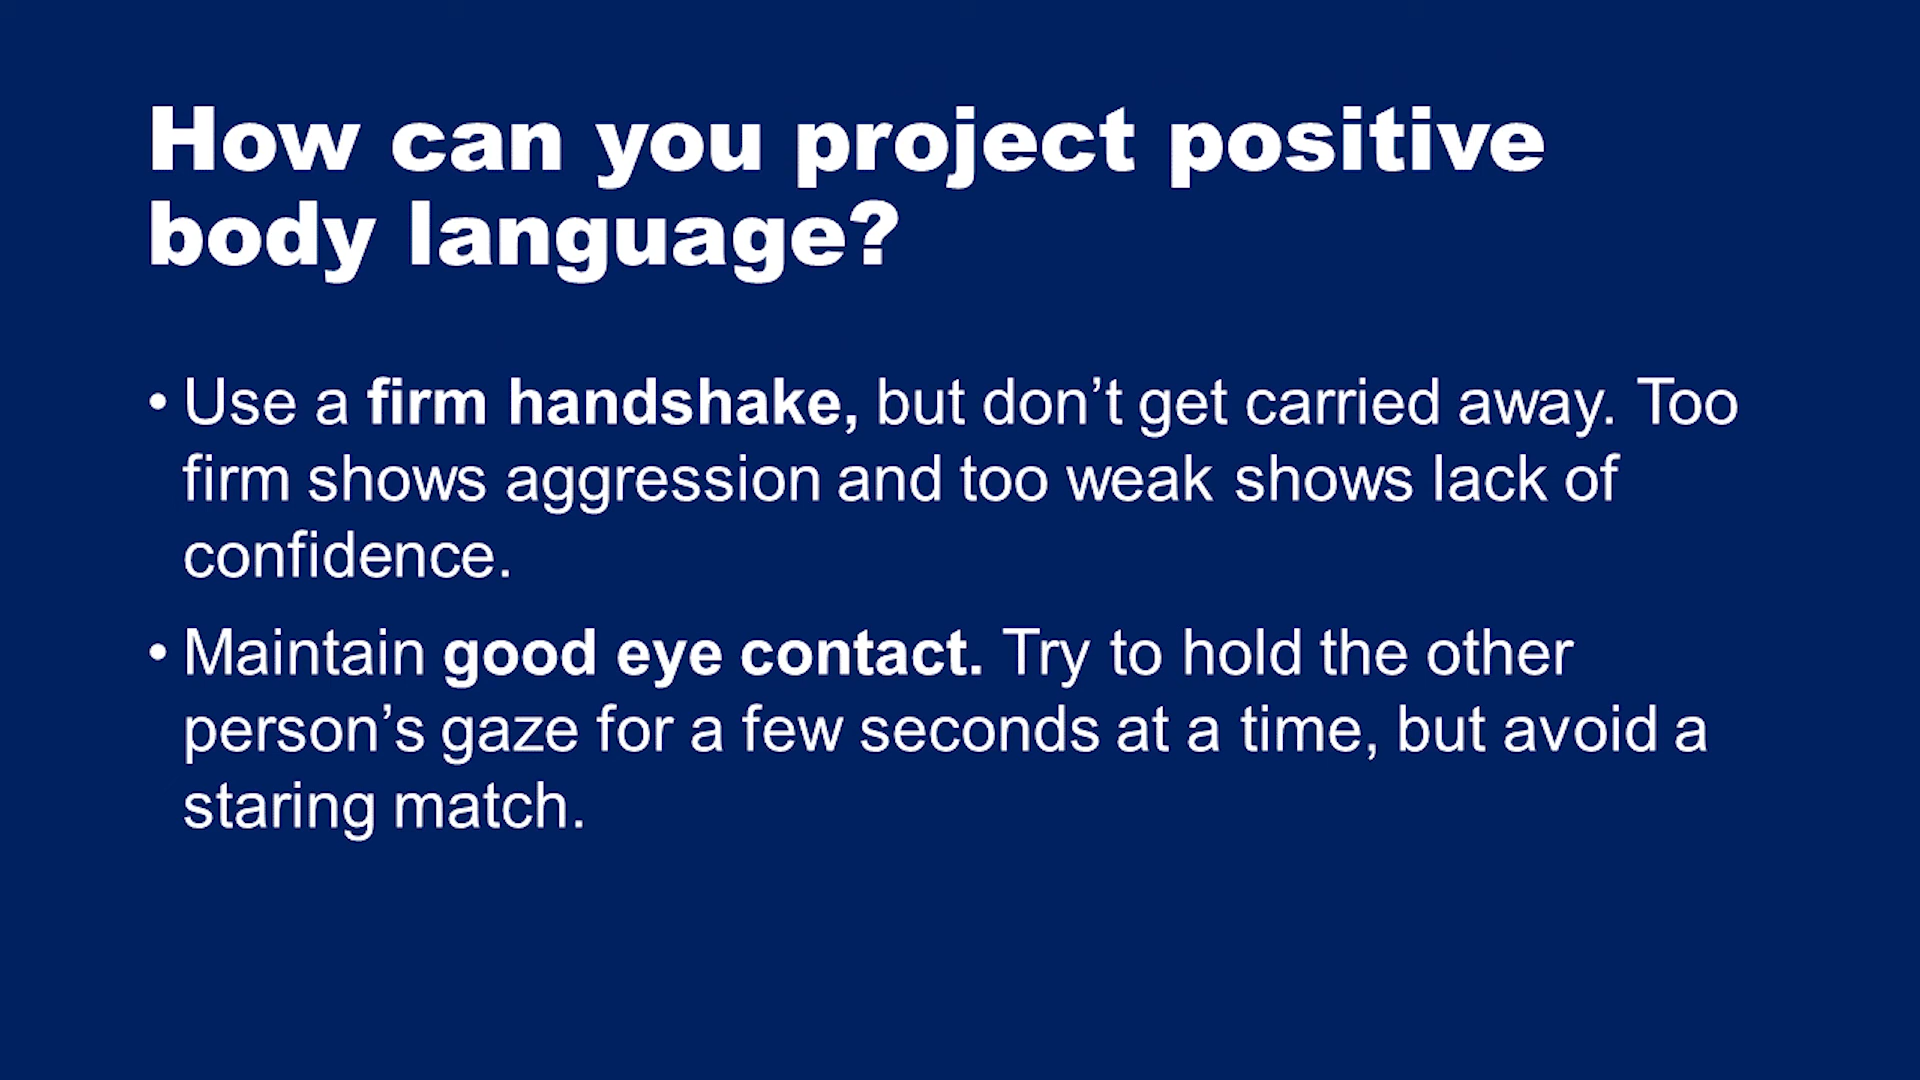 How can you project positive
body language?
• Use a firm handshake, but don’t get carried away. Too
firm shows aggression and too weak shows lack of
confidence.
• Maintain good eye contact. Try to hold the other
person’s gaze for a few seconds at a time, but avoid a
staring match.